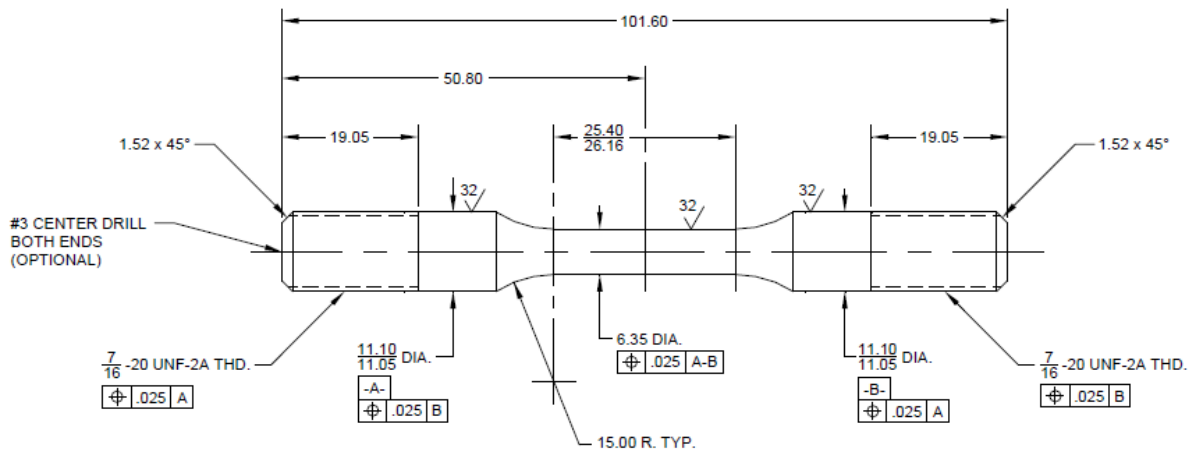 101.60
50.80
19.05
25.40
26.16
19.05
1.52 x 45°
1.52 x 45°
32
32
32
#3 CENTER DRILL
BOTH ENDS
(OPTIONAL)
7/16 -20 UNF-2A THD.
⌖ .025 A
11.10
11.05 DIA.
-A-
⌖ .025 B
6.35 DIA.
⌖ .025 A-B
11.10
11.05 DIA.
-B-
⌖ .025 A
7/16 -20 UNF-2A THD.
⌖ .025 B
15.00 R. TYP.